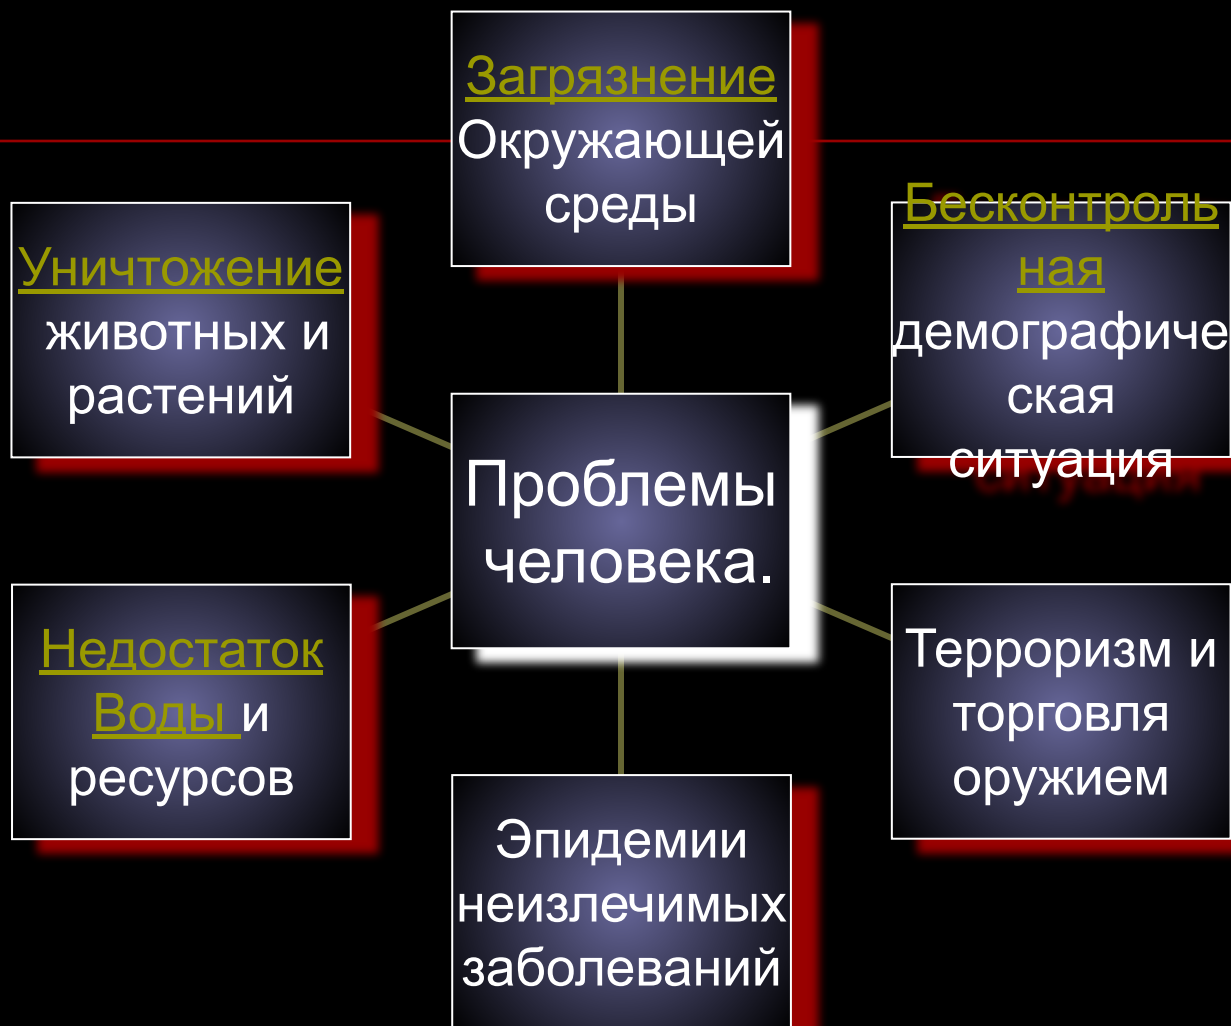 Загрязнение
Окружающей
среды
Уничтожение
животных и
растений
Бесконтроль
ная
демографиче
ская
ситуация
Проблемы
человека.
Недостаток
Воды и
ресурсов
Терроризм и
торговля
оружием
Эпидемии
неизлечимых
заболеваний